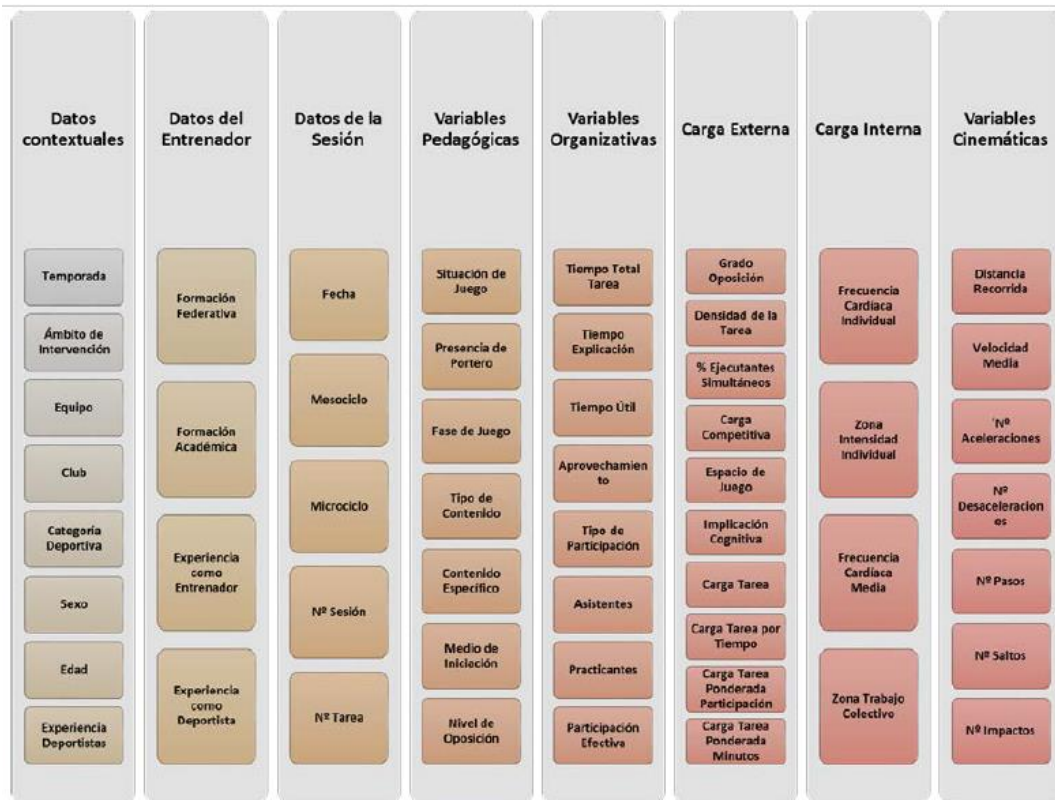 Datos
contextuales
Temporada
Ámbito de
Intervención
Equipo
Club
Categoría
Deportiva
Sexo
Edad
Experiencia
Deportistas
Datos del
Entrenador
Formación
Federativa
Formación
Académica
Experiencia
como
Entrenador
Experiencia
como
Deportista
Datos de la
Sesión
Fecha
Mesociclo
Microciclo
Nº Sesión
Nº Tarea
Variables
Pedagógicas
Situación de
Juego
Presencia de
Portero
Fase de Juego
Tipo de
Contenido
Contenido
Específico
Medio de
Iniciación
Nivel de
Oposición
Variables
Organizativas
Tiempo Total
Tarea
Tiempo
Explicación
Tiempo Útil
Aprovechamien
to
Tipo de
Participación
Asistentes
Practicantes
Participación
Efectiva
Carga Externa
Grado
Oposición
Densidad de la
Tarea
% Ejecutantes
Simultáneos
Carga
Competitiva
Espacio de
Juego
Implicación
Cognitiva
Carga Tarea
Carga Tarea por
Tiempo
Carga Tarea
Ponderada
Participación
Carga Tarea
Ponderada
Minutos
Carga Interna
Frecuencia
Cardíaca
Individual
Zona
Intensidad
Individual
Frecuencia
Cardíaca
Media
Zona Trabajo
Colectivo
Variables
Cinemáticas
Distancia
Recorrida
Velocidad
Media
'Nº
Aceleraciones
Nº
Desaceleracion
es
Nº Pasos
Nº Saltos
Nº Impactos